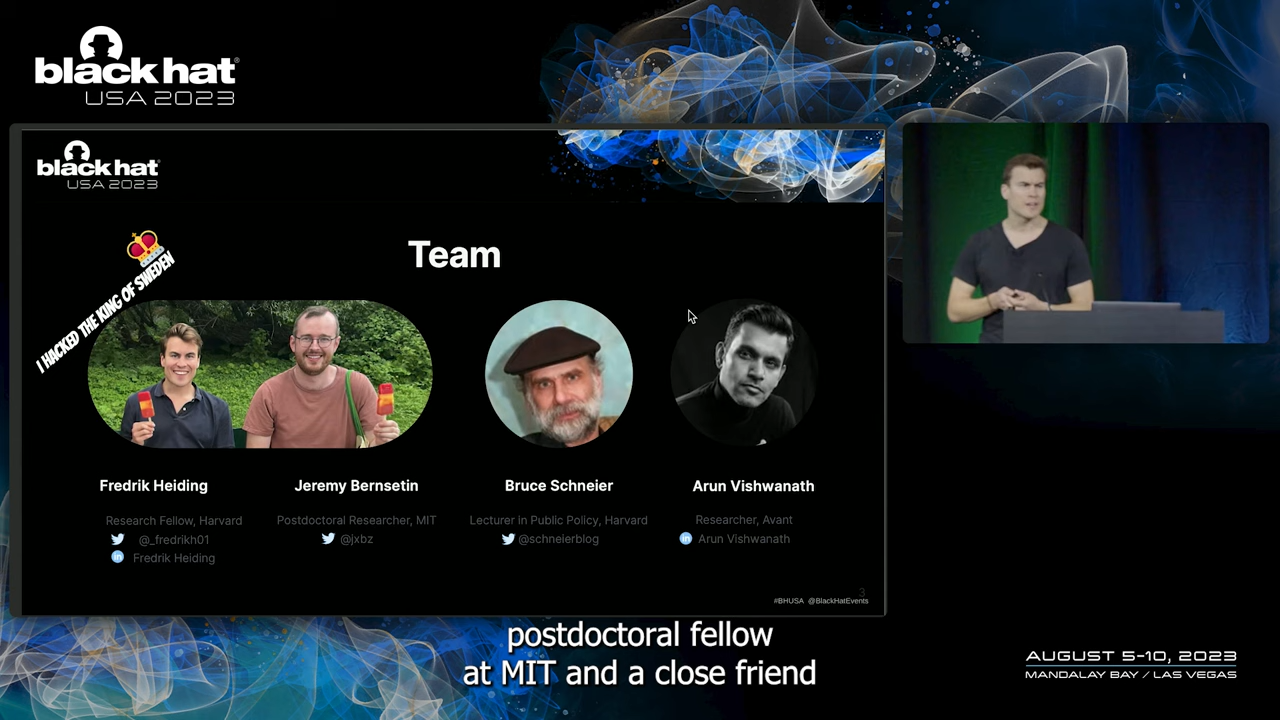 black hat®
USA 2023
black hat®
USA 2023
I HACKED THE KING OF SWEDEN
Team
Fredrik Heiding
Research Fellow, Harvard
@_fredrikh01
in Fredrik Heiding
Jeremy Bernsetin
Postdoctoral Researcher, MIT
@jxbz
Bruce Schneier
Lecturer in Public Policy, Harvard
@schneierblog
Arun Vishwanath
Researcher, Avant
in Arun Vishwanath
3
#BHUSA @BlackHatEvents
postdoctoral fellow
at MIT and a close friend
AUGUST 5-10, 2023
MANDALAY BAY / LAS VEGAS